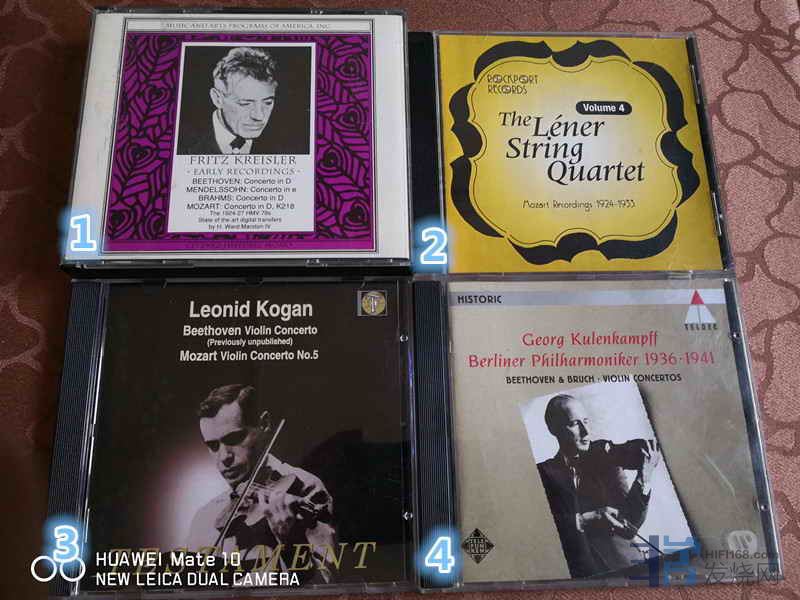 MUSIC AND ARTS PROGRAMS OF AMERICA, INC.
FRITZ KREISLER
· EARLY RECORDINGS ·
BEETHOVEN: Concerto in D
MENDELSSOHN: Concerto in e
BRAHMS: Concerto in D
MOZART: Concerto in D, K218
The 1924-27 HMV 78s
State of the art digital transfers
by H. Ward Marston IV
1
ROCKPORT
RECORDS
Volume 4
The Léner
String
Quartet
Mozart Recordings 1924-1933
2
Leonid Kogan
Beethoven Violin Concerto
(Previously unpublished)
Mozart Violin Concerto No.5
TESTAMENT
3
HISTORIC
TELDEC
Georg Kulenkampff
Berliner Philharmoniker 1936·1941
BEETHOVEN & BRUCH · VIOLIN CONCERTOS
TELE
FUN
KEN
4
HUAWEI Mate 10
NEW LEICA DUAL CAMERA
HIFI168.com
发烧网